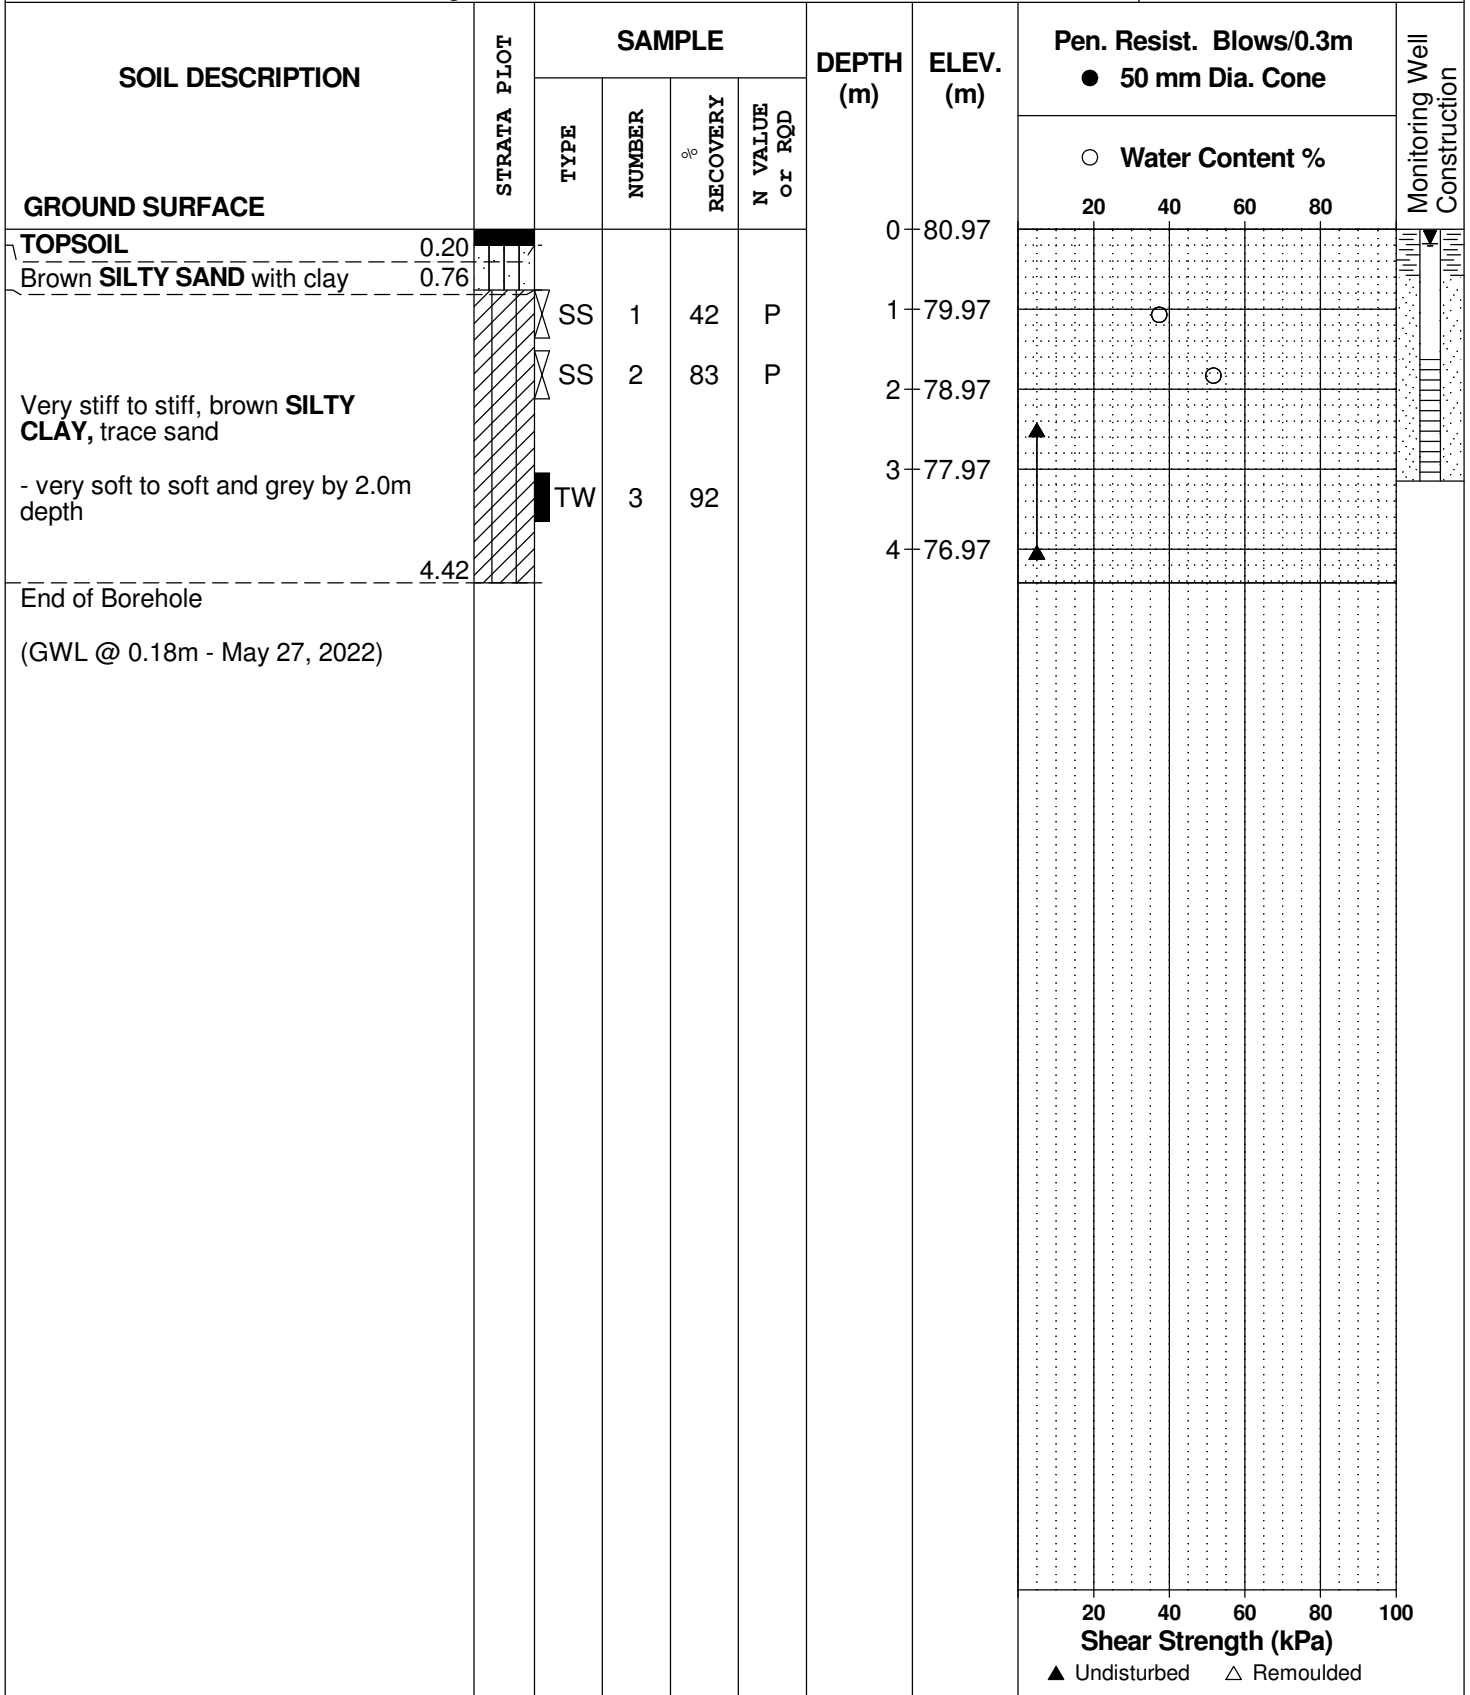 SOIL DESCRIPTION
GROUND SURFACE
STRATA PLOT
SAMPLE
TYPE
NUMBER
% RECOVERY
N VALUE or RQD
DEPTH (m)
ELEV. (m)
Pen. Resist. Blows/0.3m
● 50 mm Dia. Cone
○ Water Content %
20 40 60 80
Monitoring Well Construction
TOPSOIL 0.20
0 80.97
Brown SILTY SAND with clay 0.76
SS 1 42 P
1 79.97
SS 2 83 P
2 78.97
Very stiff to stiff, brown SILTY
CLAY, trace sand
3 77.97
- very soft to soft and grey by 2.0m
depth
TW 3 92
4 76.97
4.42
End of Borehole
(GWL @ 0.18m - May 27, 2022)
20 40 60 80 100
Shear Strength (kPa)
▲ Undisturbed △ Remoulded